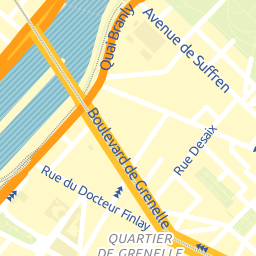 Avenue de Suffren
Quai Branly
Boulevard de Grenelle
Rue Desaix
Rue du Docteur Finlay
QUARTIER
DE GRENELLE